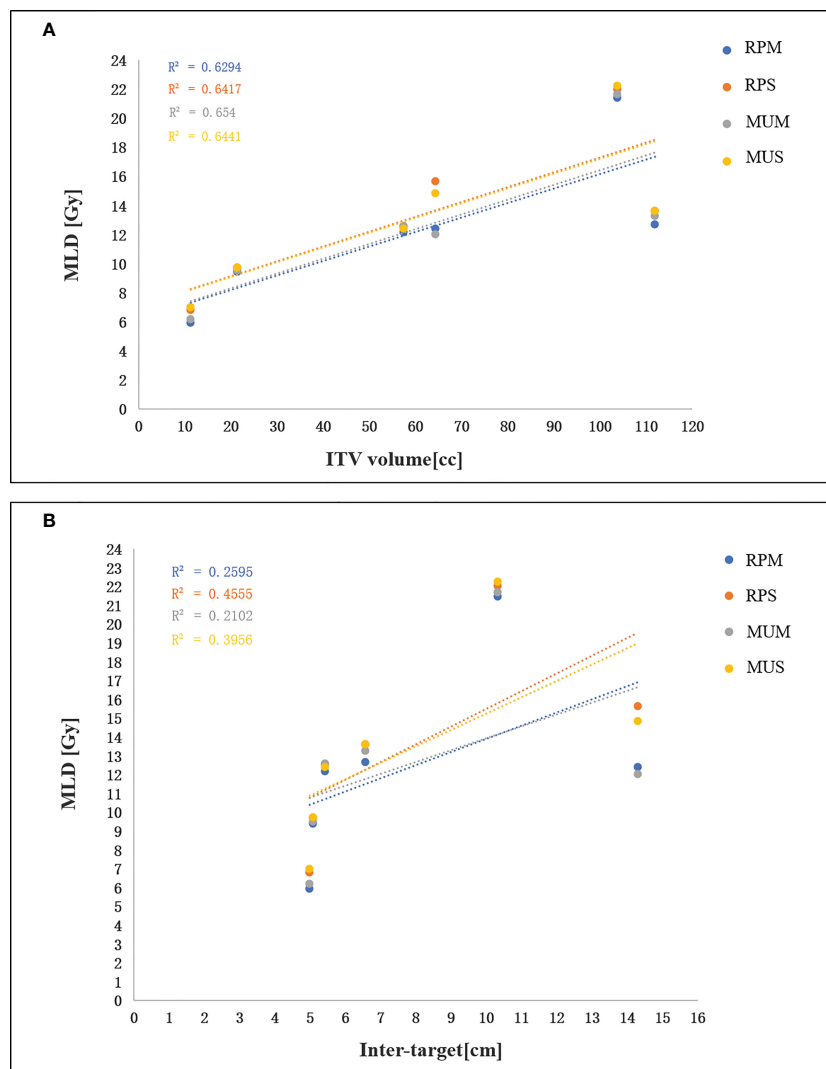 A
24
22
20
18
16
14
12
10
8
6
4
2
0
R² = 0.6294
R² = 0.6417
R² = 0.654
R² = 0.6441
RPM
RPS
MUM
MUS
MLD [Gy]
0 10 20 30 40 50 60 70 80 90 100 110 120
ITV volume[cc]
B
24
23
22
21
20
19
18
17
16
15
14
13
12
11
10
9
8
7
6
5
4
3
2
1
0
R² = 0.2595
R² = 0.4555
R² = 0.2102
R² = 0.3956
RPM
RPS
MUM
MUS
MLD [Gy]
0 1 2 3 4 5 6 7 8 9 10 11 12 13 14 15 16
Inter-target[cm]